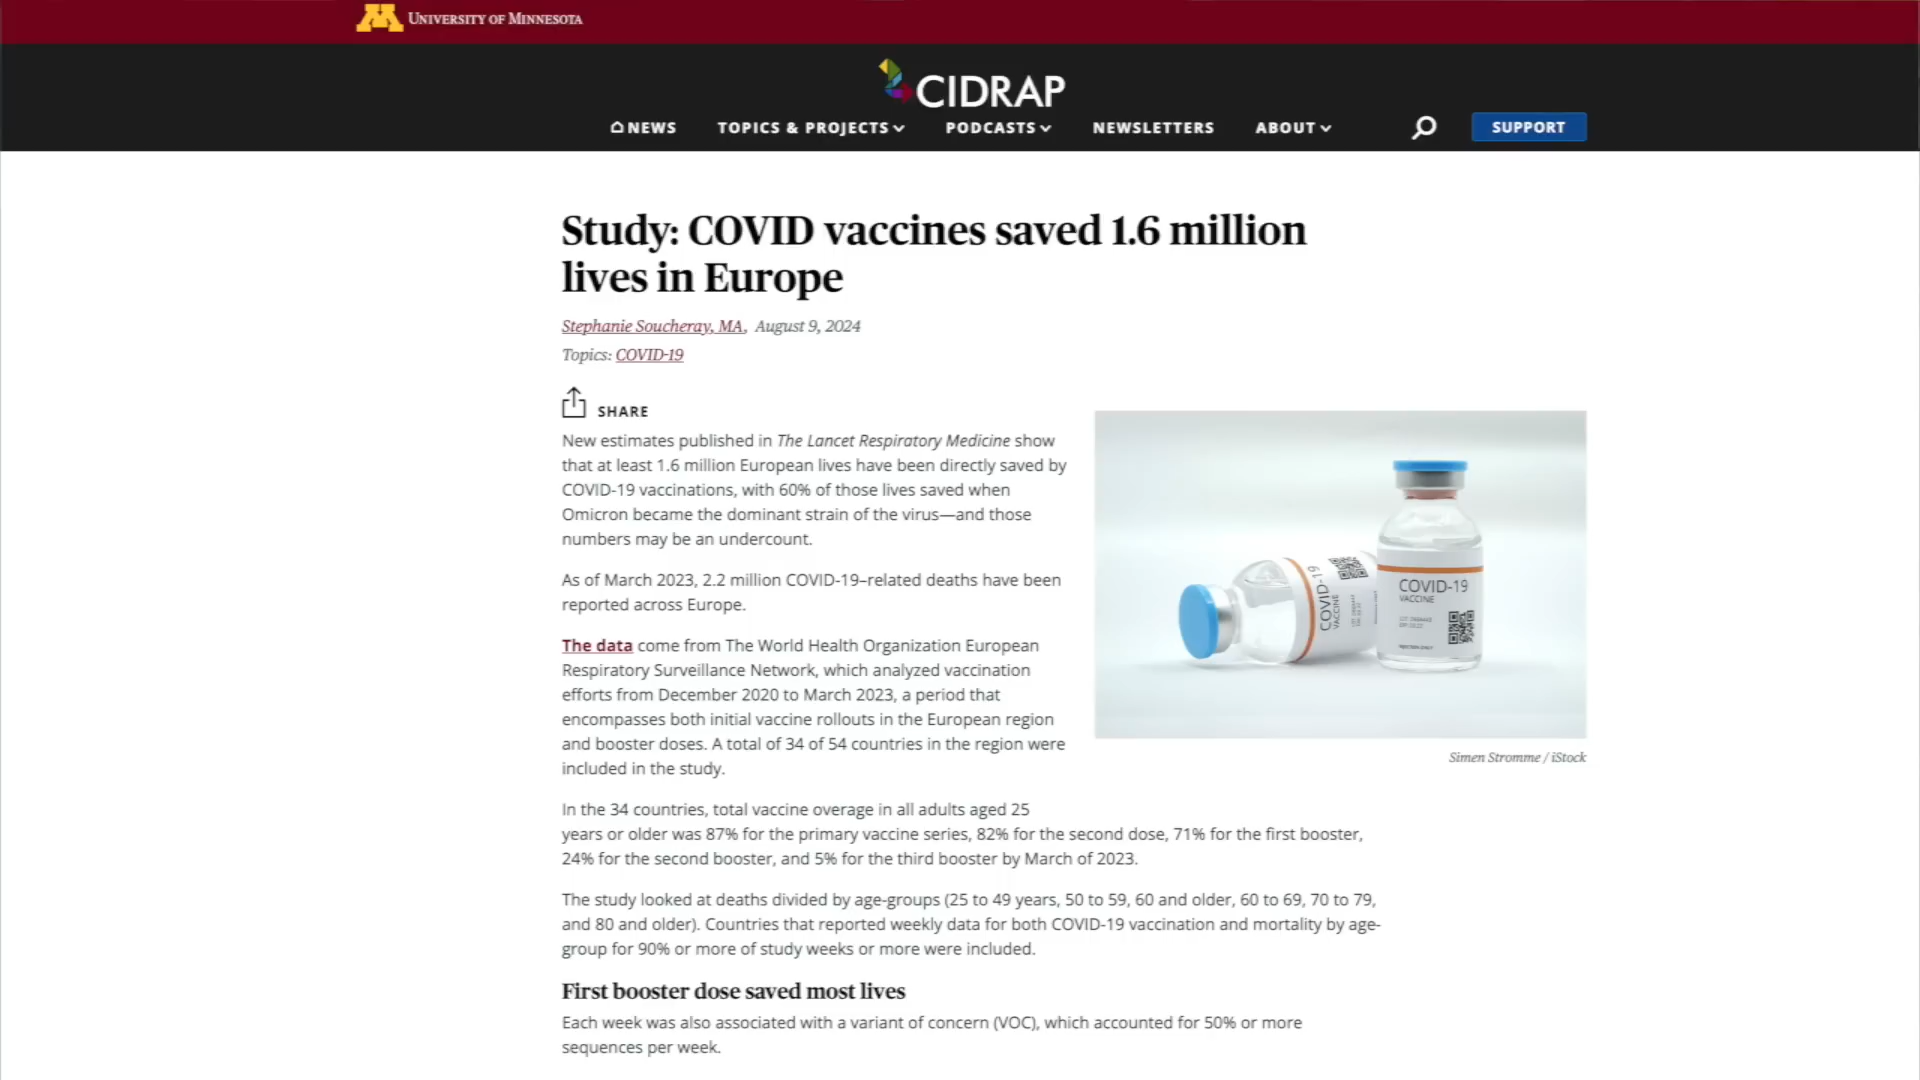 UNIVERSITY OF MINNESOTA
CIDRAP
NEWS TOPICS & PROJECTS PODCASTS NEWSLETTERS ABOUT SUPPORT
Study: COVID vaccines saved 1.6 million
lives in Europe
Stephanie Soucheray, MA, August 9, 2024
Topics: COVID-19
SHARE
New estimates published in The Lancet Respiratory Medicine show
that at least 1.6 million European lives have been directly saved by
COVID-19 vaccinations, with 60% of those lives saved when
Omicron became the dominant strain of the virus—and those
numbers may be an undercount.
As of March 2023, 2.2 million COVID-19–related deaths have been
reported across Europe.
The data come from The World Health Organization European
Respiratory Surveillance Network, which analyzed vaccination
efforts from December 2020 to March 2023, a period that
encompasses both initial vaccine rollouts in the European region
and booster doses. A total of 34 of 54 countries in the region were
included in the study.
COVID-19
VACCINE
COVID-19
VACCINE
Simen Stromme / iStock
In the 34 countries, total vaccine overage in all adults aged 25
years or older was 87% for the primary vaccine series, 82% for the second dose, 71% for the first booster,
24% for the second booster, and 5% for the third booster by March of 2023.
The study looked at deaths divided by age-groups (25 to 49 years, 50 to 59, 60 and older, 60 to 69, 70 to 79,
and 80 and older). Countries that reported weekly data for both COVID-19 vaccination and mortality by age-
group for 90% or more of study weeks or more were included.
First booster dose saved most lives
Each week was also associated with a variant of concern (VOC), which accounted for 50% or more
sequences per week.